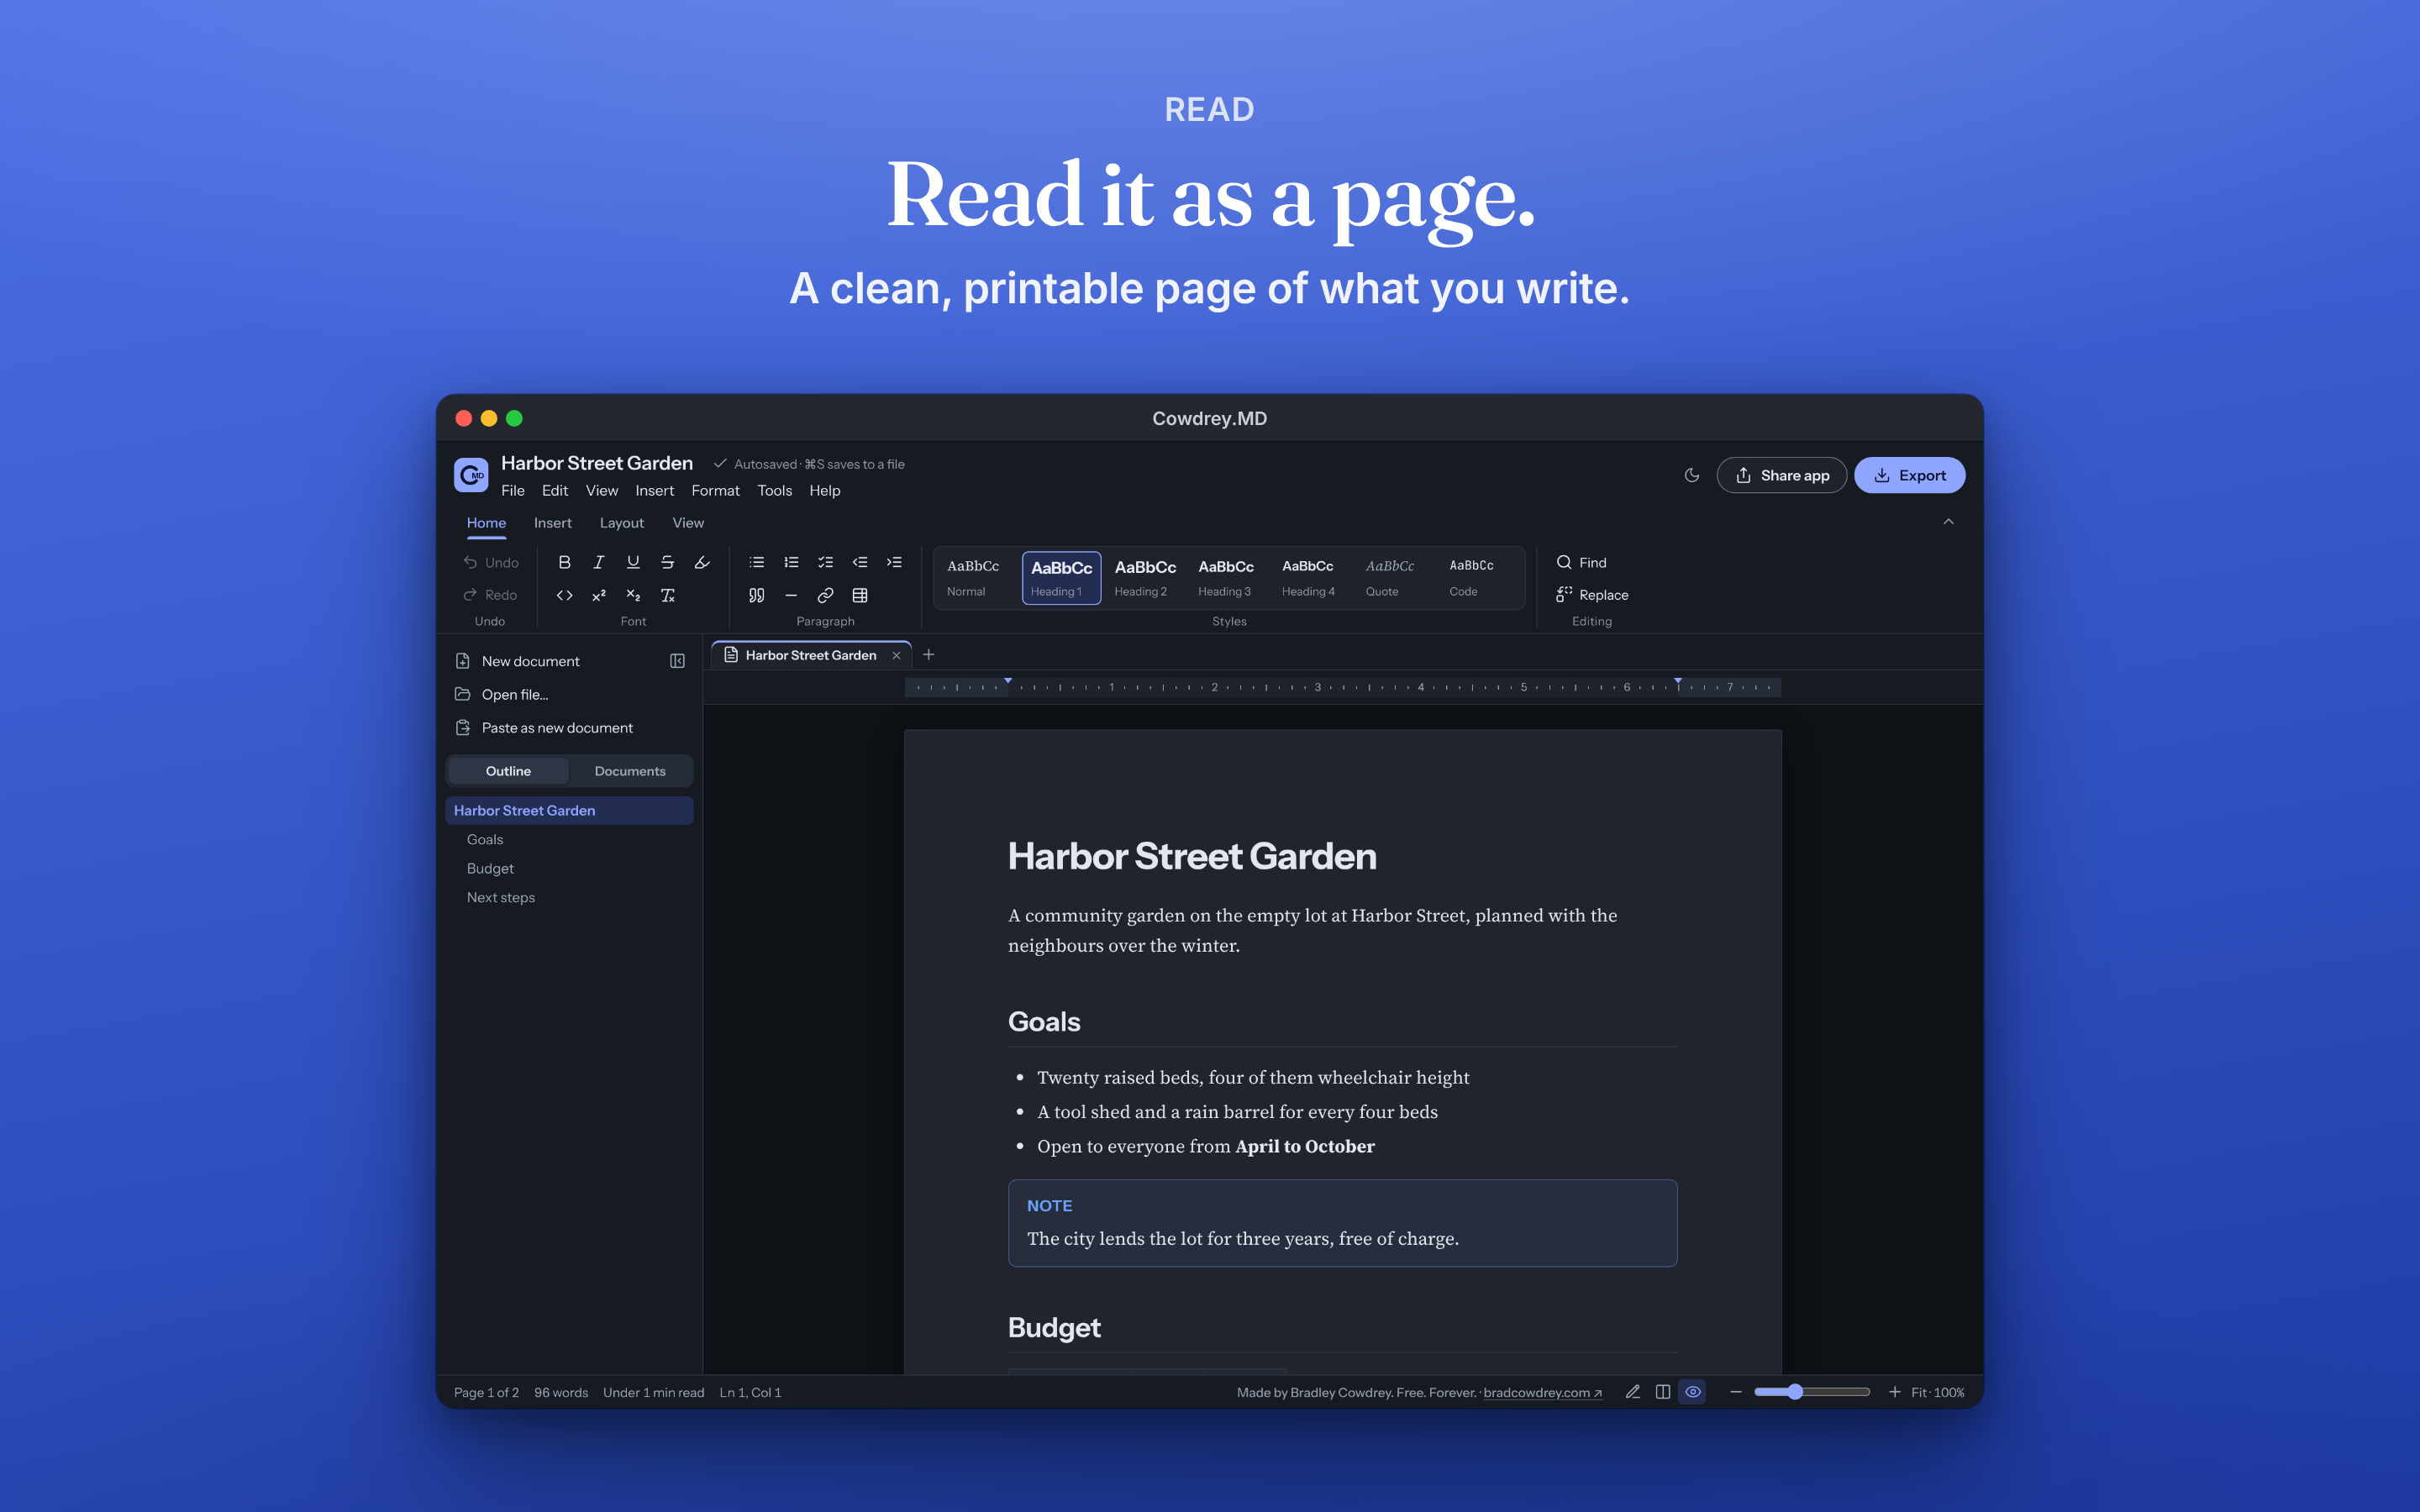 READ
Read it as a page.
A clean, printable page of what you write.
Cowdrey.MD
CMD
Harbor Street Garden
Autosaved · ⌘S saves to a file
File Edit View Insert Format Tools Help
Share app
Export
Home Insert Layout View
Undo
Redo
Undo
Font
Paragraph
AaBbCc AaBbCc AaBbCc AaBbCc AaBbCc AaBbCc AaBbCc
Normal Heading 1 Heading 2 Heading 3 Heading 4 Quote Code
Styles
Find
Replace
Editing
New document
Open file...
Paste as new document
Outline Documents
Harbor Street Garden
Goals
Budget
Next steps
Harbor Street Garden
1 2 3 4 5 6 7
Harbor Street Garden
A community garden on the empty lot at Harbor Street, planned with the
neighbours over the winter.
Goals
• Twenty raised beds, four of them wheelchair height
• A tool shed and a rain barrel for every four beds
• Open to everyone from April to October
NOTE
The city lends the lot for three years, free of charge.
Budget
Page 1 of 2 96 words Under 1 min read Ln 1, Col 1
Made by Bradley Cowdrey. Free. Forever. · bradcowdrey.com ↗
Fit · 100%